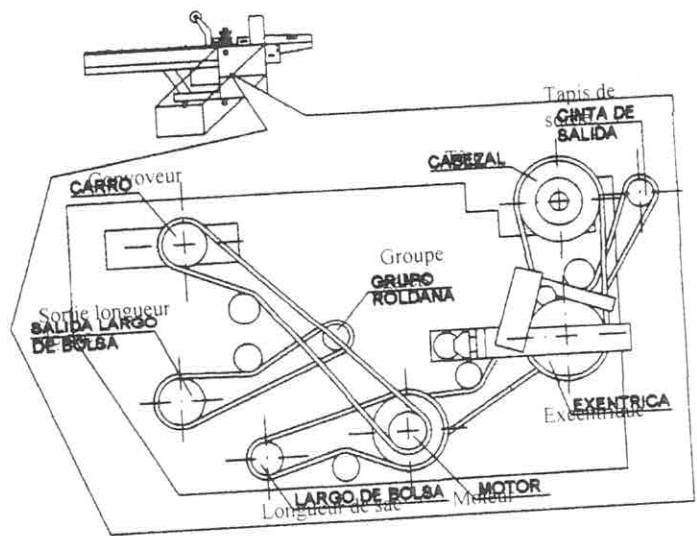 Tapis de
CINTA DE
SALIDA
CABEZAL
Convoyeur
CARRO
Groupe
GRUPO
ROLDANA
Sortie longueur
SALIDA LARGO
DE BOLSA
EXENTRICA
Excentrique
LARGO DE BOLSA
Longueur de sac
MOTOR
Moteur